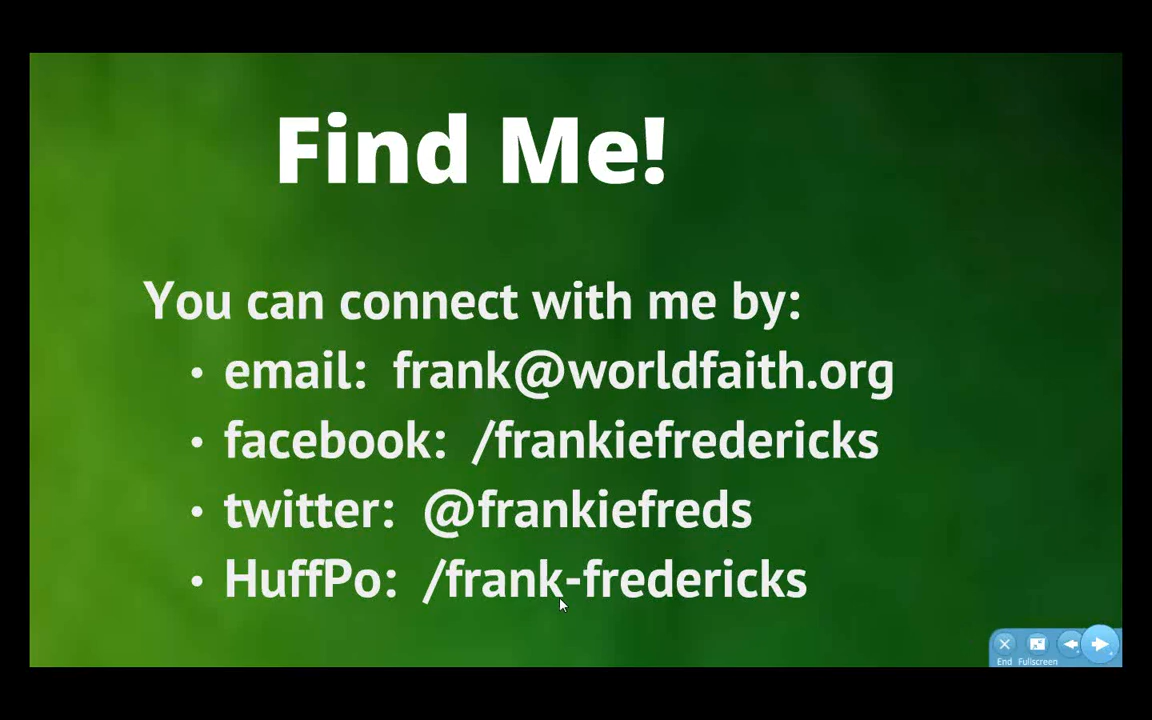 Find Me!
You can connect with me by:
• email: frank@worldfaith.org
• facebook: /frankiefredericks
• twitter: @frankiefreds
• HuffPo: /frank-fredericks
End Fullscreen